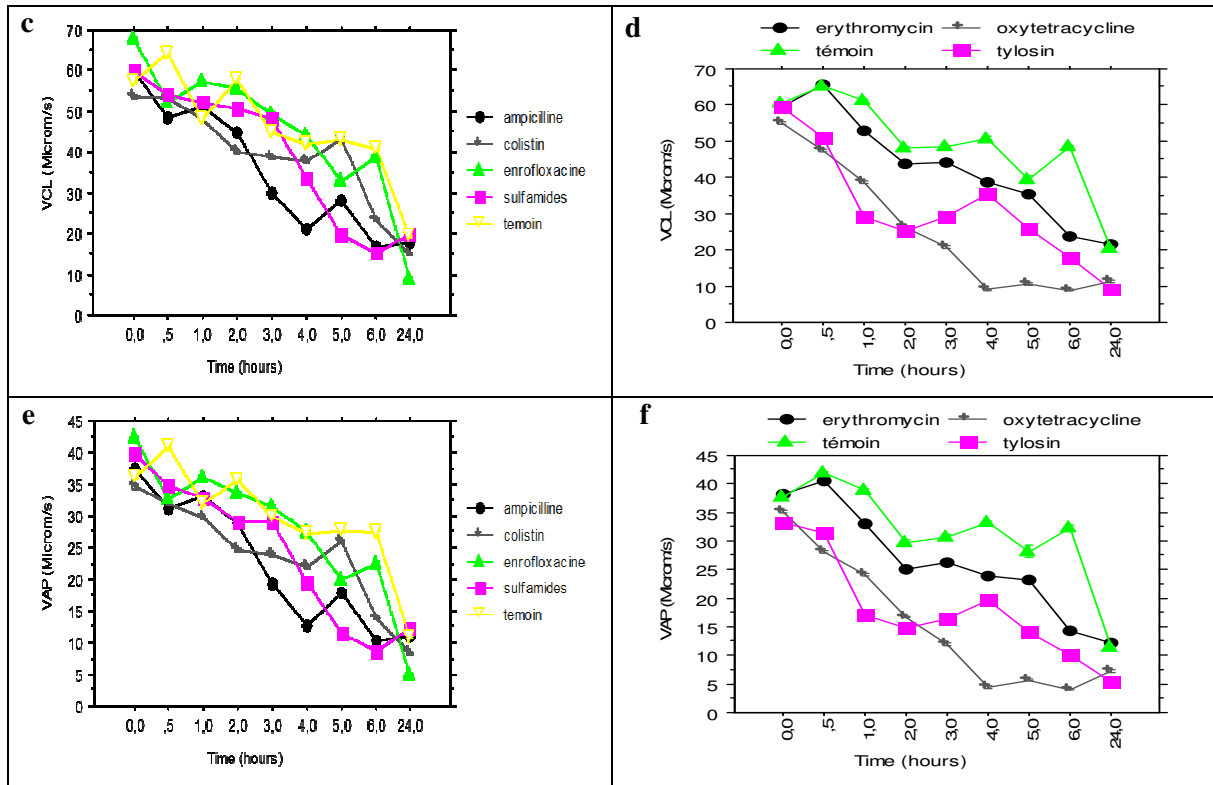 c
VCL (Microm/s)
70
60
50
40
30
20
10
0
0,0 ,5 1,0 2,0 3,0 4,0 5,0 6,0 24,0
Time (hours)
ampicilline
colistin
enrofloxacine
sulfamides
temoin
d
erythromycin oxytetracycline
témoin tylosin
VCL (Mcrom/s)
70
60
50
40
30
20
10
0
0,0 ,5 1,0 2,0 3,0 4,0 5,0 6,0 24,0
Time (hours)
e
VAP (Microm/s)
45
40
35
30
25
20
15
10
5
0
0,0 ,5 1,0 2,0 3,0 4,0 5,0 6,0 24,0
Time (hours)
ampicilline
colistin
enrofloxacine
sulfamides
temoin
f
erythromycin oxytetracycline
témoin tylosin
VAP (Mcrom/s)
45
40
35
30
25
20
15
10
5
0
0,0 ,5 1,0 2,0 3,0 4,0 5,0 6,0 24,0
Time (hours)